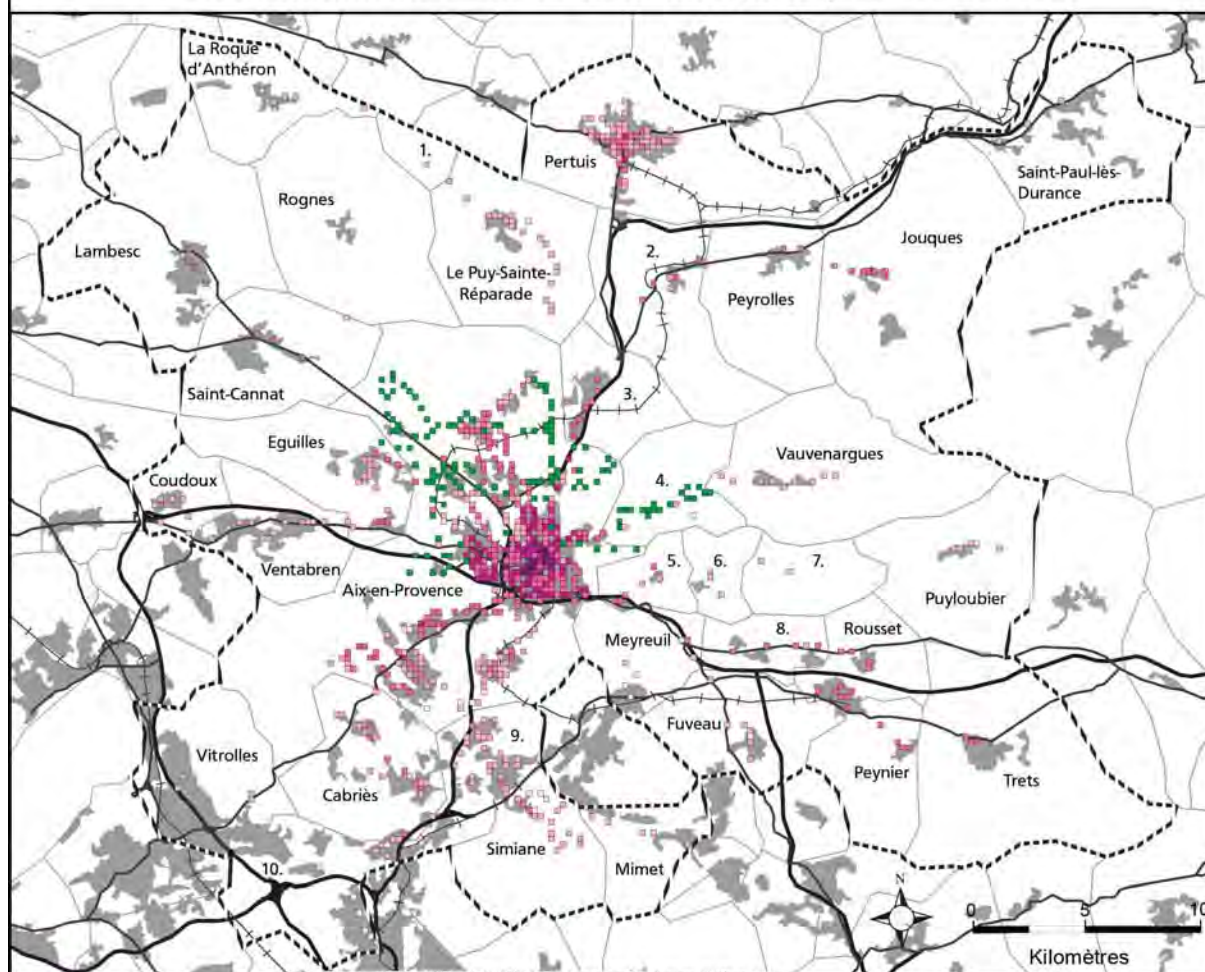 La Roque
d'Anthéron
1.
Pertuis
Saint-Paul-lès-
Durance
Rognes
Lambesc
Jouques
2.
Le Puy-Sainte-
Réparade
Peyrolles
Saint-Cannat
3.
Eguilles
Vauvenargues
Coudoux
4.
5.
6.
7.
Ventabren
Aix-en-Provence
Puyloubier
Meyreuil
8.
Rousset
Vitrolles
9.
Fuveau
Cabriès
Peynier
Trets
Simiane
Mimet
10.
N
0
5
10
Kilomètres